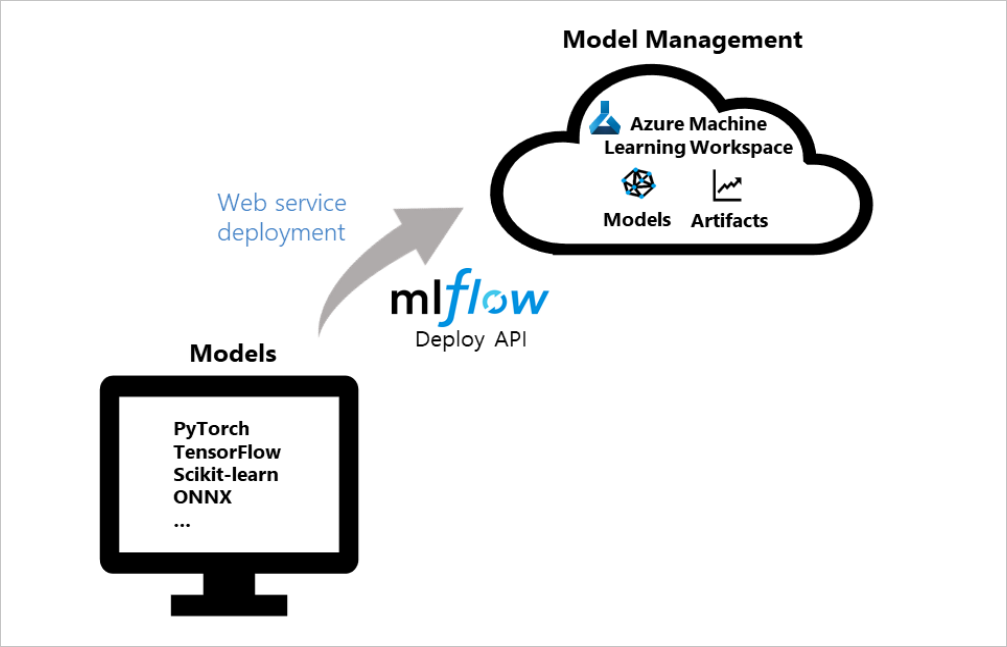 Model Management
Azure Machine
Learning Workspace
Models
Artifacts
Web service
deployment
mlflow
Deploy API
Models
PyTorch
TensorFlow
Scikit-learn
ONNX
...